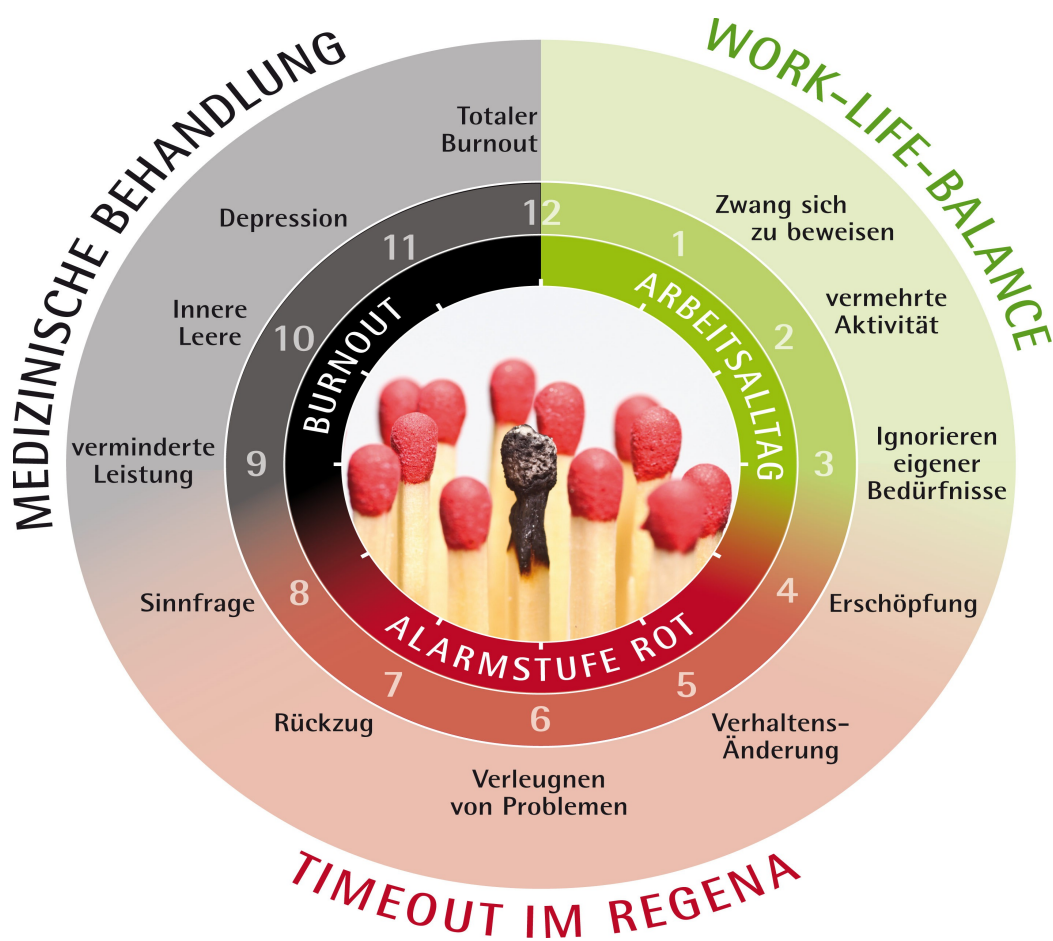 MEDIZINISCHE BEHANDLUNG
WORK-LIFE-BALANCE
TIMEOUT IM REGENA
BURNOUT
ARBEITSALLTAG
ALARMSTUFE ROT
1
Zwang sich
zu beweisen
2
vermehrte
Aktivität
3
Ignorieren
eigener
Bedürfnisse
4
Erschöpfung
5
Verhaltens-
Änderung
6
Verleugnen
von Problemen
7
Rückzug
8
Sinnfrage
9
verminderte
Leistung
10
Innere
Leere
11
Depression
12
Totaler
Burnout